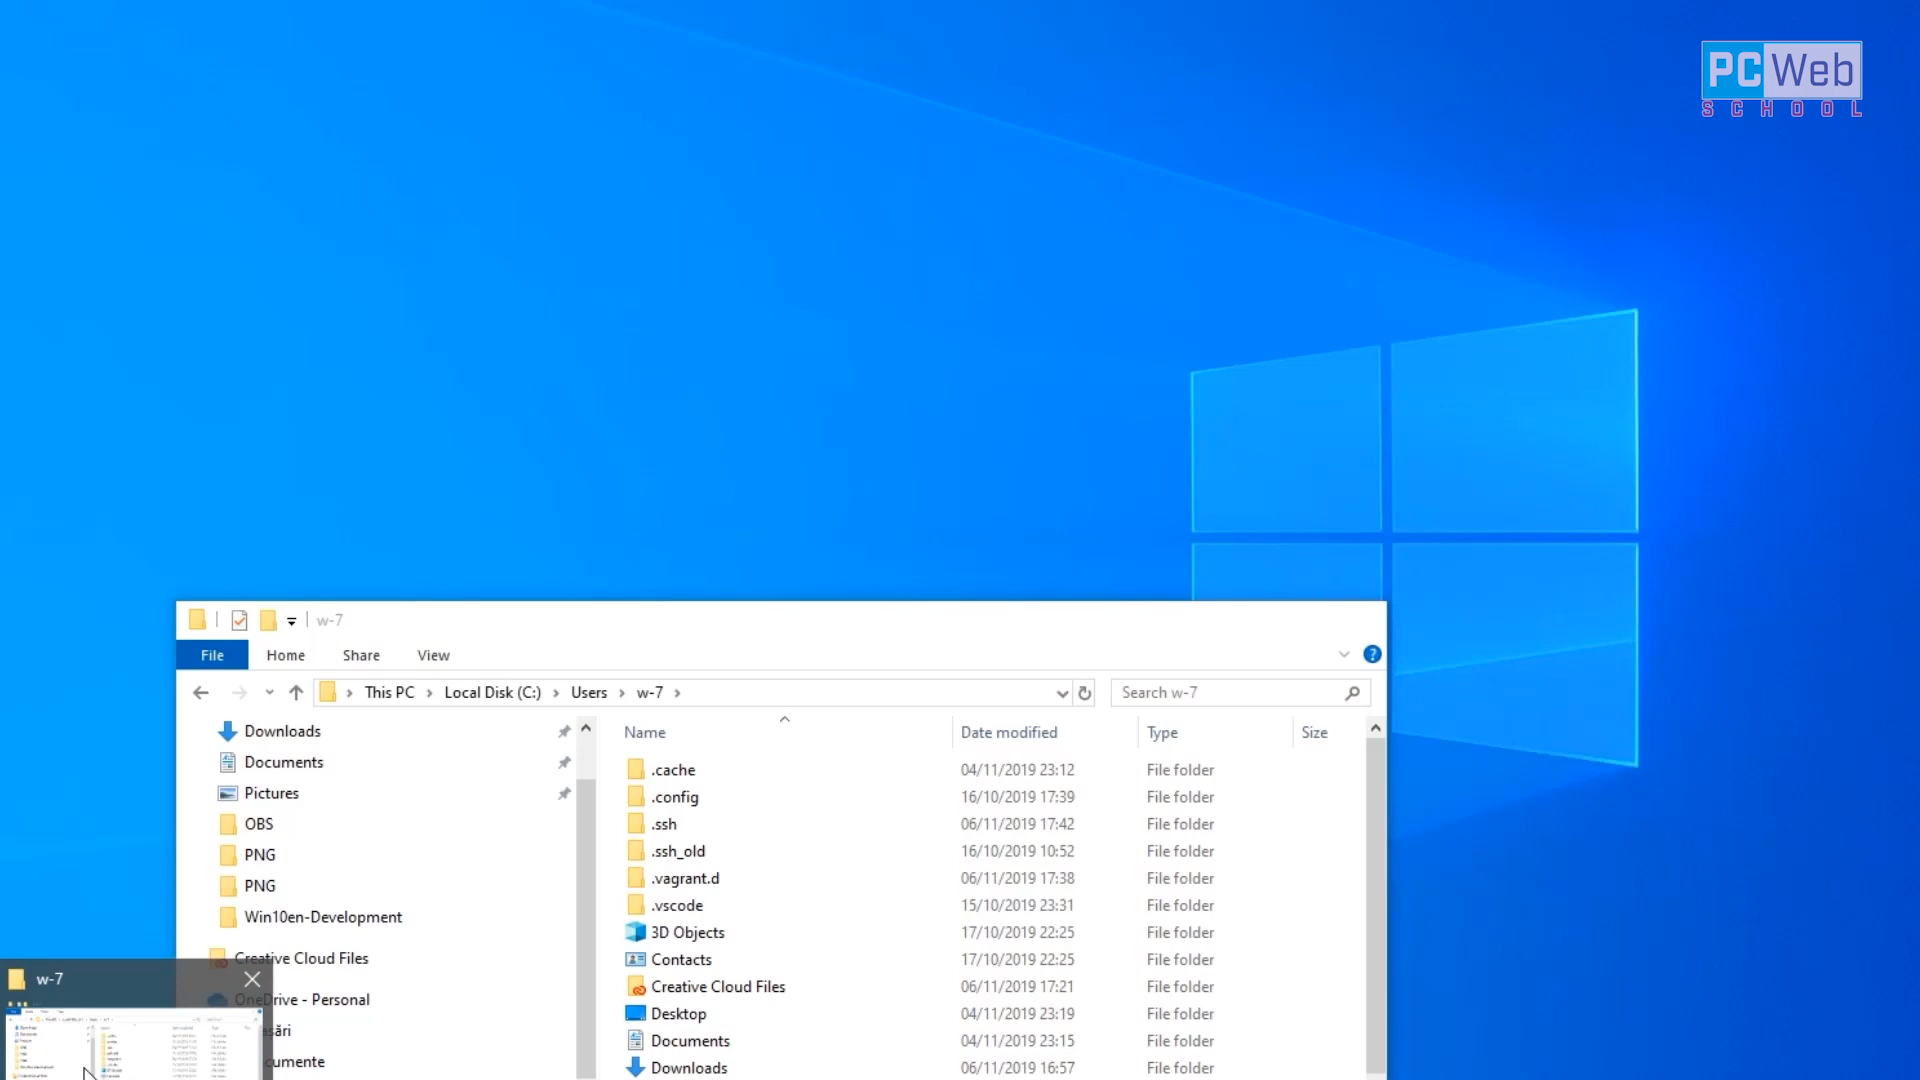 PCWeb
SCHOOL
w-7
File Home Share View
This PC Local Disk (C:) Users w-7
Search w-7
Downloads
Documents
Pictures
OBS
PNG
PNG
Win10en-Development
Creative Cloud Files
OneDrive - Personal
Name Date modified Type Size
.cache 04/11/2019 23:12 File folder
.config 16/10/2019 17:39 File folder
.ssh 06/11/2019 17:42 File folder
.ssh_old 16/10/2019 10:52 File folder
.vagrant.d 06/11/2019 17:38 File folder
.vscode 15/10/2019 23:31 File folder
3D Objects 17/10/2019 22:25 File folder
Contacts 17/10/2019 22:25 File folder
Creative Cloud Files 06/11/2019 17:21 File folder
Desktop 04/11/2019 23:19 File folder
Documents 04/11/2019 23:15 File folder
Downloads 06/11/2019 16:57 File folder
w-7